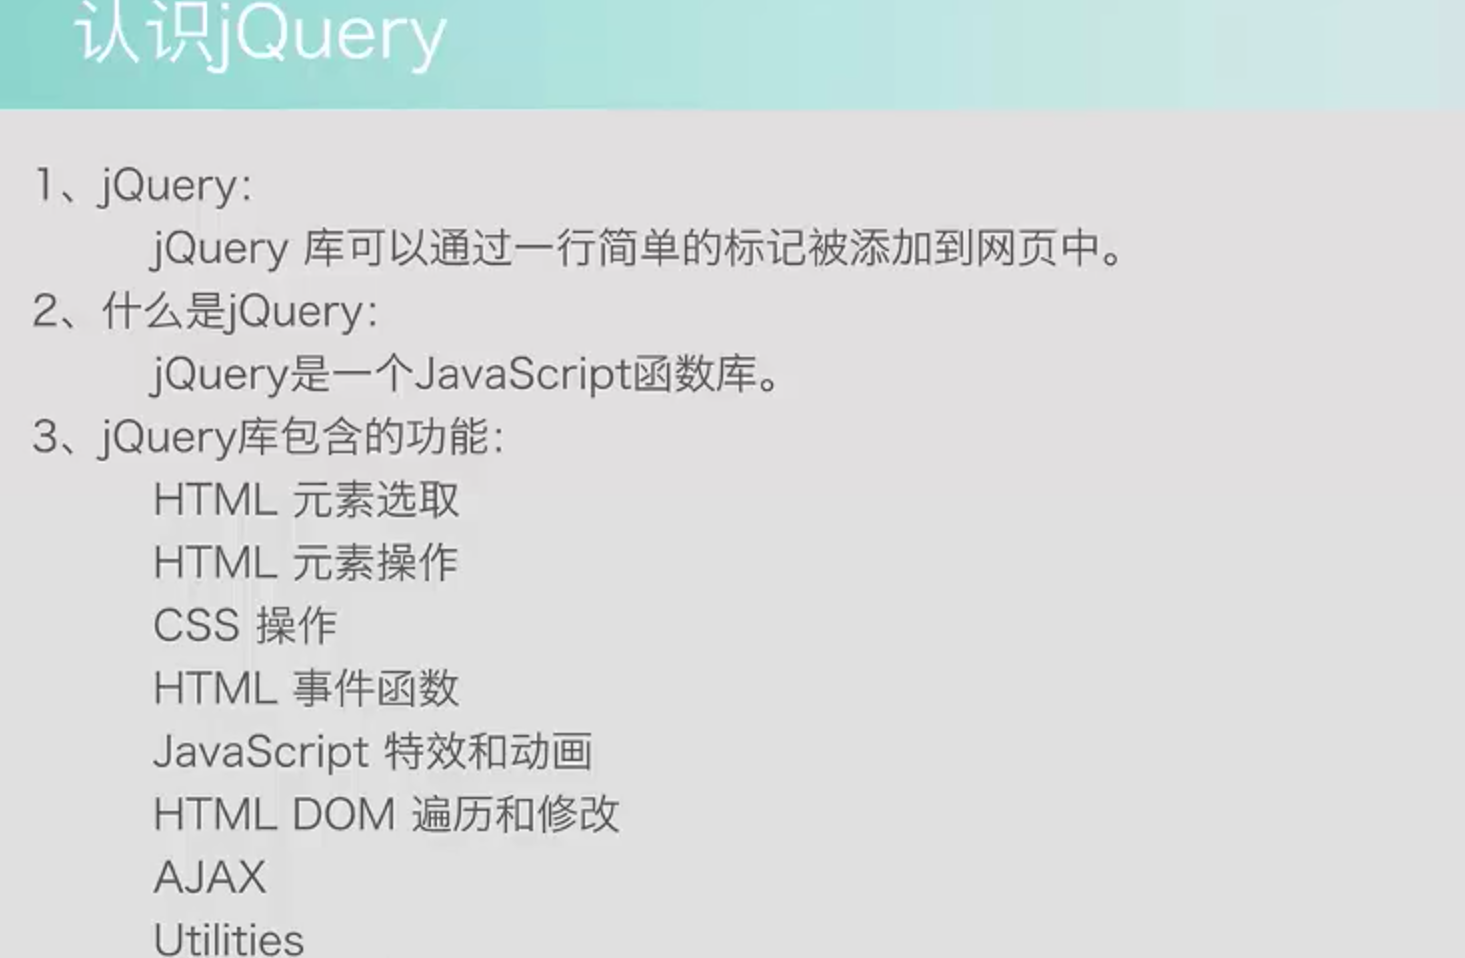 认识jQuery
1、jQuery：
jQuery 库可以通过一行简单的标记被添加到网页中。
2、什么是jQuery：
jQuery是一个JavaScript函数库。
3、jQuery库包含的功能：
HTML 元素选取
HTML 元素操作
CSS 操作
HTML 事件函数
JavaScript 特效和动画
HTML DOM 遍历和修改
AJAX
Utilities